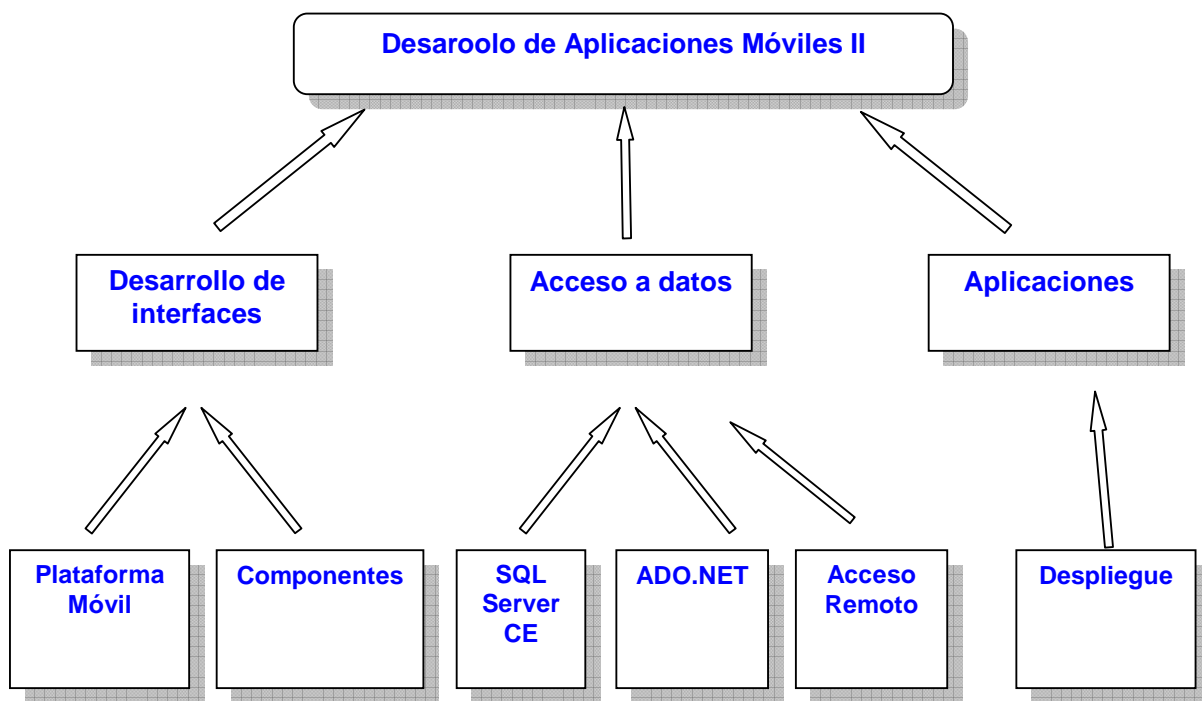 Desaroolo de Aplicaciones Móviles II
Desarrollo de
interfaces
Acceso a datos
Aplicaciones
Plataforma
Móvil
Componentes
SQL
Server
CE
ADO.NET
Acceso
Remoto
Despliegue